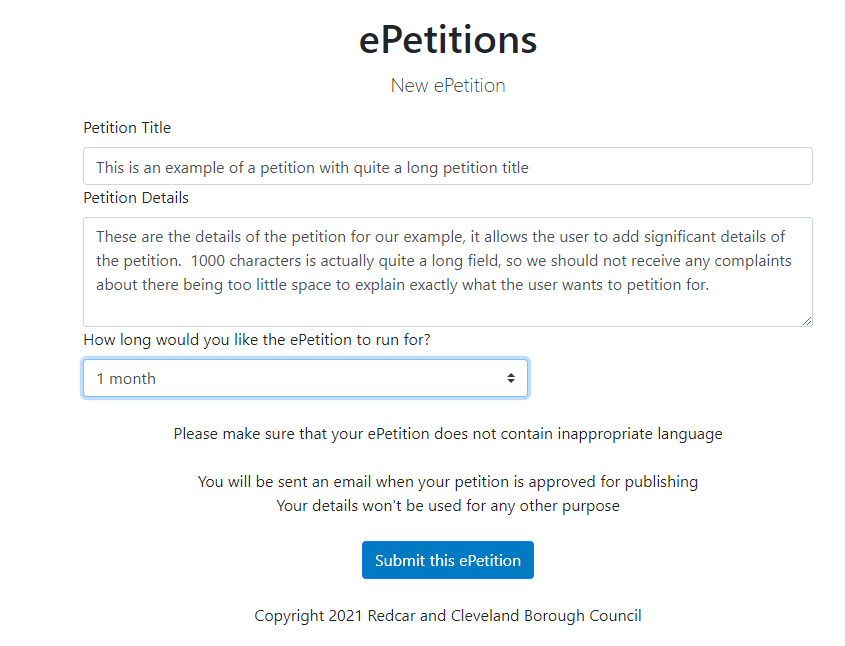 ePetitions
New ePetition
Petition Title
This is an example of a petition with quite a long petition title
Petition Details
These are the details of the petition for our example, it allows the user to add significant details of
the petition.  1000 characters is actually quite a long field, so we should not receive any complaints
about there being too little space to explain exactly what the user wants to petition for.
How long would you like the ePetition to run for?
1 month
Please make sure that your ePetition does not contain inappropriate language
You will be sent an email when your petition is approved for publishing
Your details won't be used for any other purpose
Submit this ePetition
Copyright 2021 Redcar and Cleveland Borough Council